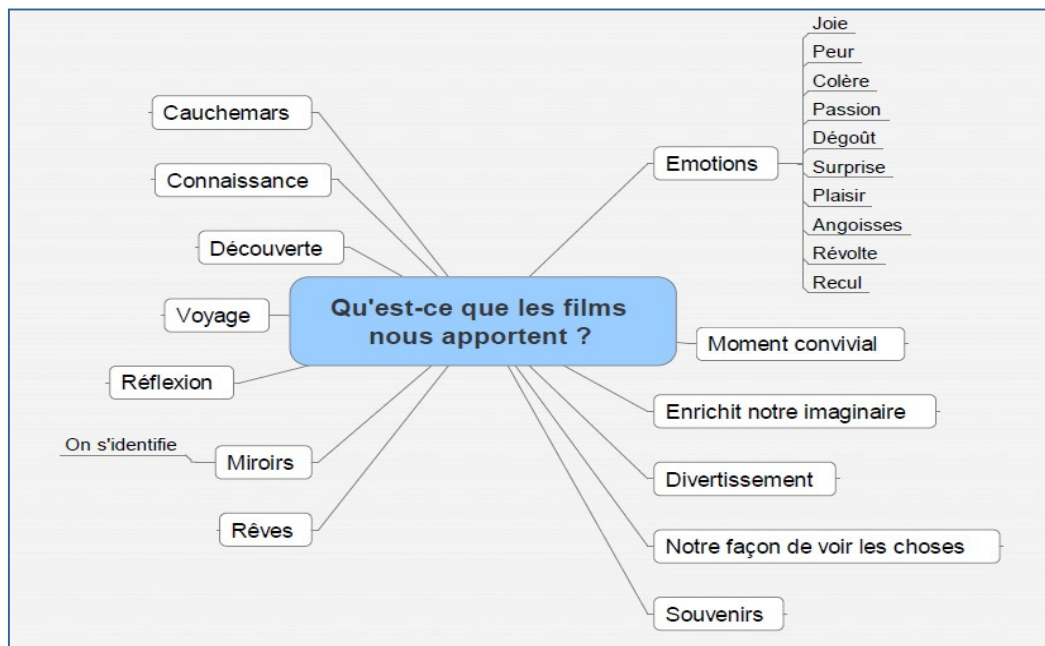 Qu'est-ce que les films
nous apportent ?
Emotions
Joie
Peur
Colère
Passion
Dégoût
Surprise
Plaisir
Angoisses
Révolte
Recul
Moment convivial
Enrichit notre imaginaire
Divertissement
Notre façon de voir les choses
Souvenirs
Cauchemars
Connaissance
Découverte
Voyage
Réflexion
Miroirs
On s'identifie
Rêves